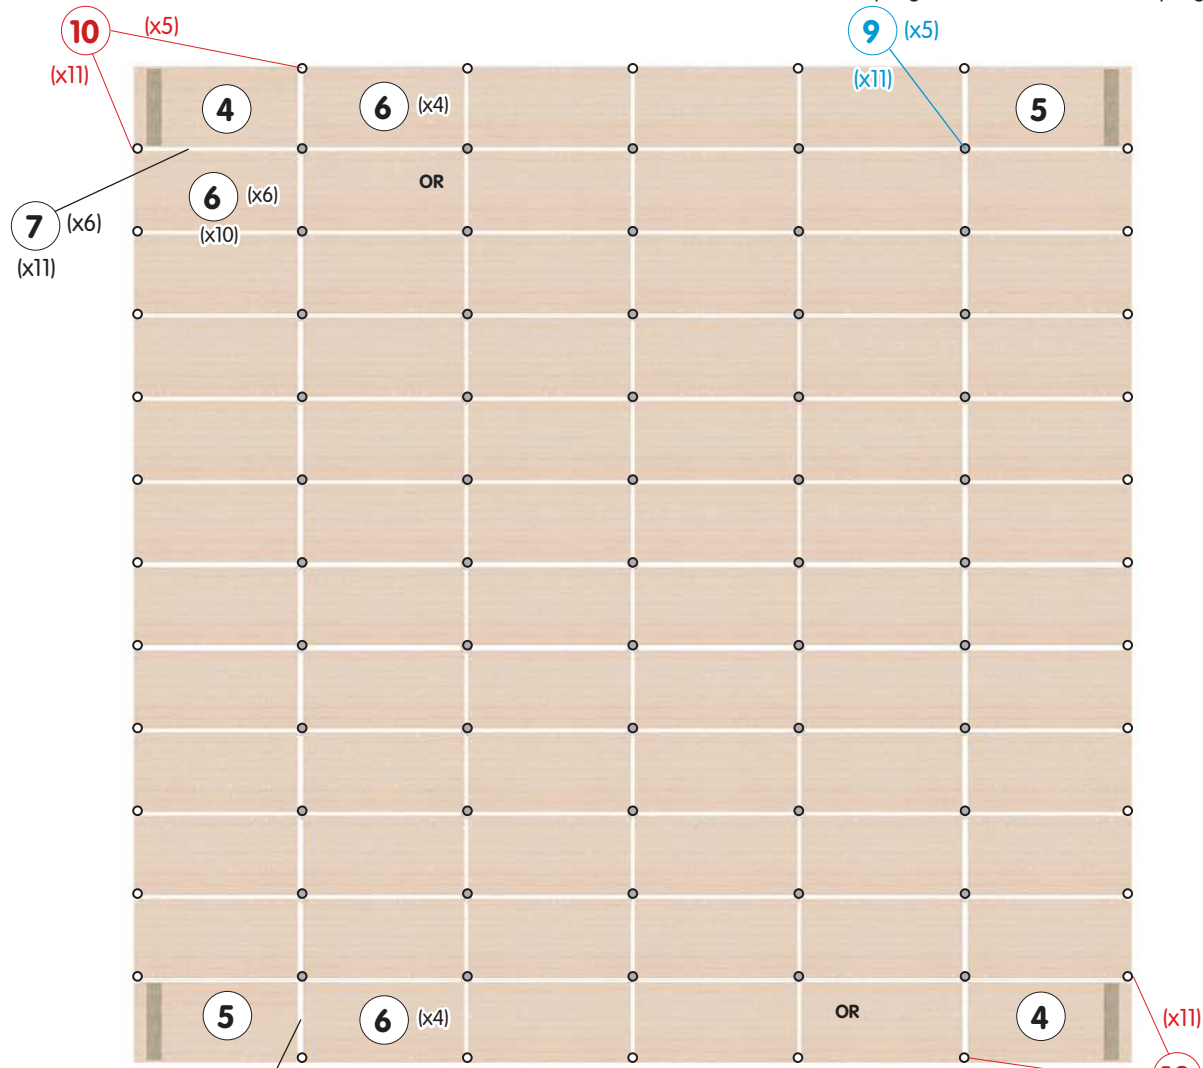 10 (x5)
(x11)
9 (x5)
(x11)
4
6 (x4)
5
6 (x6)
(x10)
OR
7 (x6)
(x11)
5
6 (x4)
OR
4
(x11)